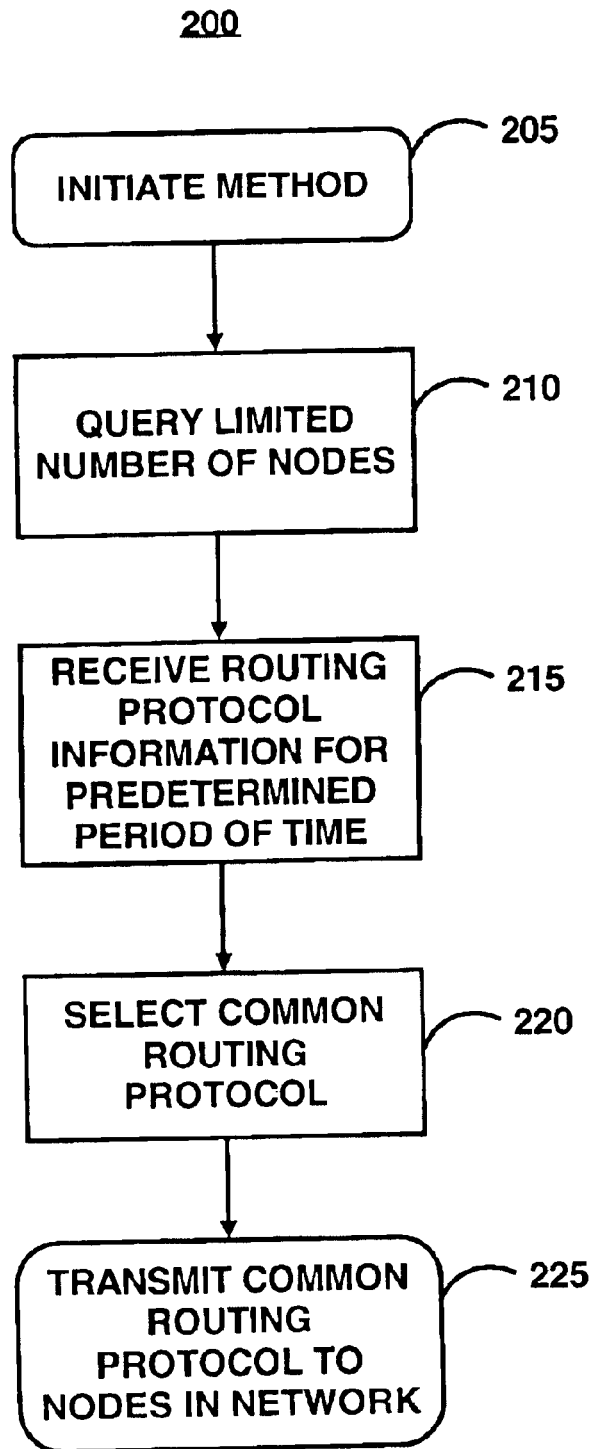 200
205
INITIATE METHOD
210
QUERY LIMITED
NUMBER OF NODES
RECEIVE ROUTING
PROTOCOL
INFORMATION FOR
PREDETERMINED
PERIOD OF TIME
215
SELECT COMMON
ROUTING
PROTOCOL
220
TRANSMIT COMMON
ROUTING
PROTOCOL TO
NODES IN NETWORK
225